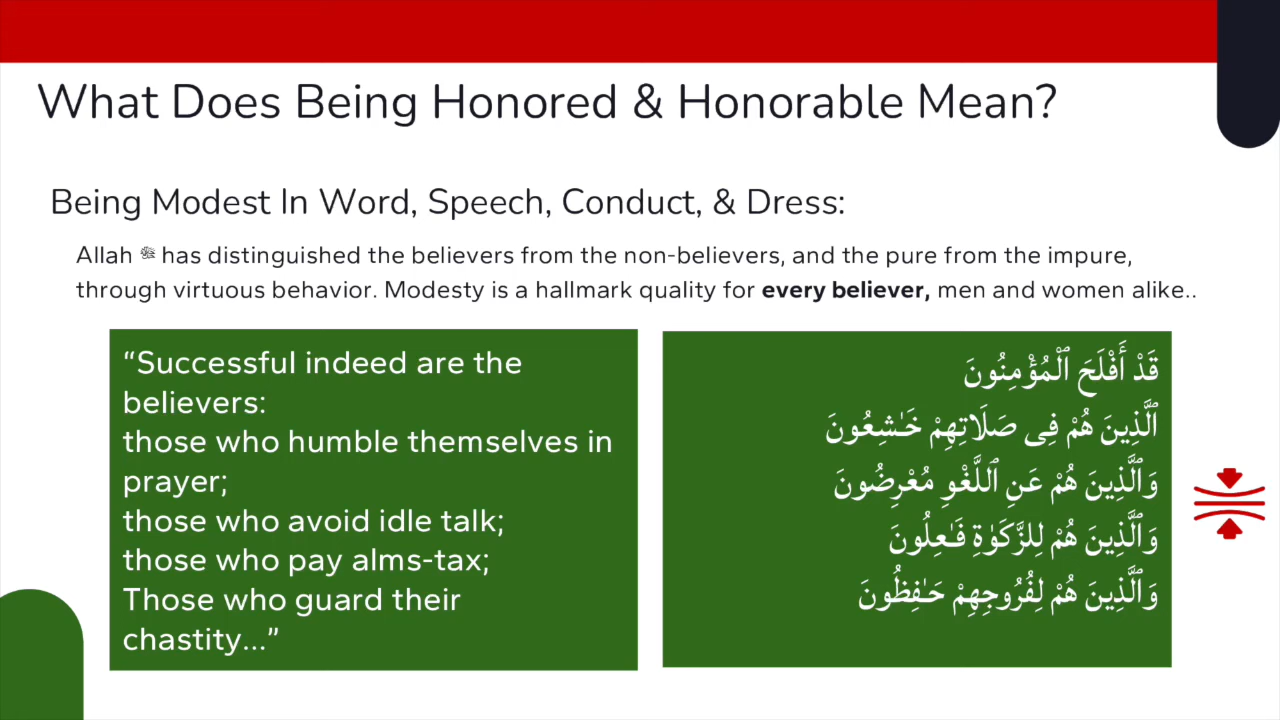 What Does Being Honored & Honorable Mean?
Being Modest In Word, Speech, Conduct, & Dress:
Allah ﷻ has distinguished the believers from the non-believers, and the pure from the impure,
through virtuous behavior. Modesty is a hallmark quality for every believer, men and women alike..
“Successful indeed are the
believers:
those who humble themselves in
prayer;
those who avoid idle talk;
those who pay alms-tax;
Those who guard their
chastity...”
قَدْ أَفْلَحَ ٱلْمُؤْمِنُونَ
ٱلَّذِينَ هُمْ فِى صَلَاتِهِمْ خَـٰشِعُونَ
وَٱلَّذِينَ هُمْ عَنِ ٱللَّغْوِ مُعْرِضُونَ
وَٱلَّذِينَ هُمْ لِلزَّكَوٰةِ فَـٰعِلُونَ
وَٱلَّذِينَ هُمْ لِفُرُوجِهِمْ حَـٰفِظُونَ